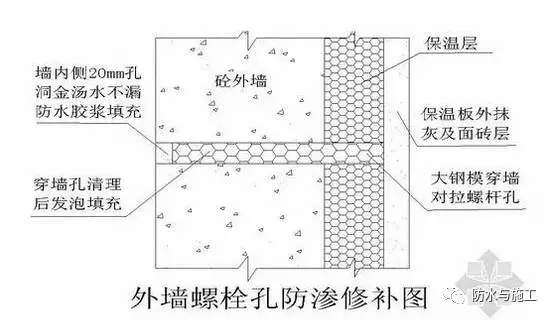 墙内侧20mm孔
洞金汤水不漏
防水胶浆填充
砼外墙
保温层
保温板外抹
灰及面砖层
穿墙孔清理
后发泡填充
大钢模穿墙
对拉螺杆孔
外墙螺栓孔防渗修补图
防水与施工